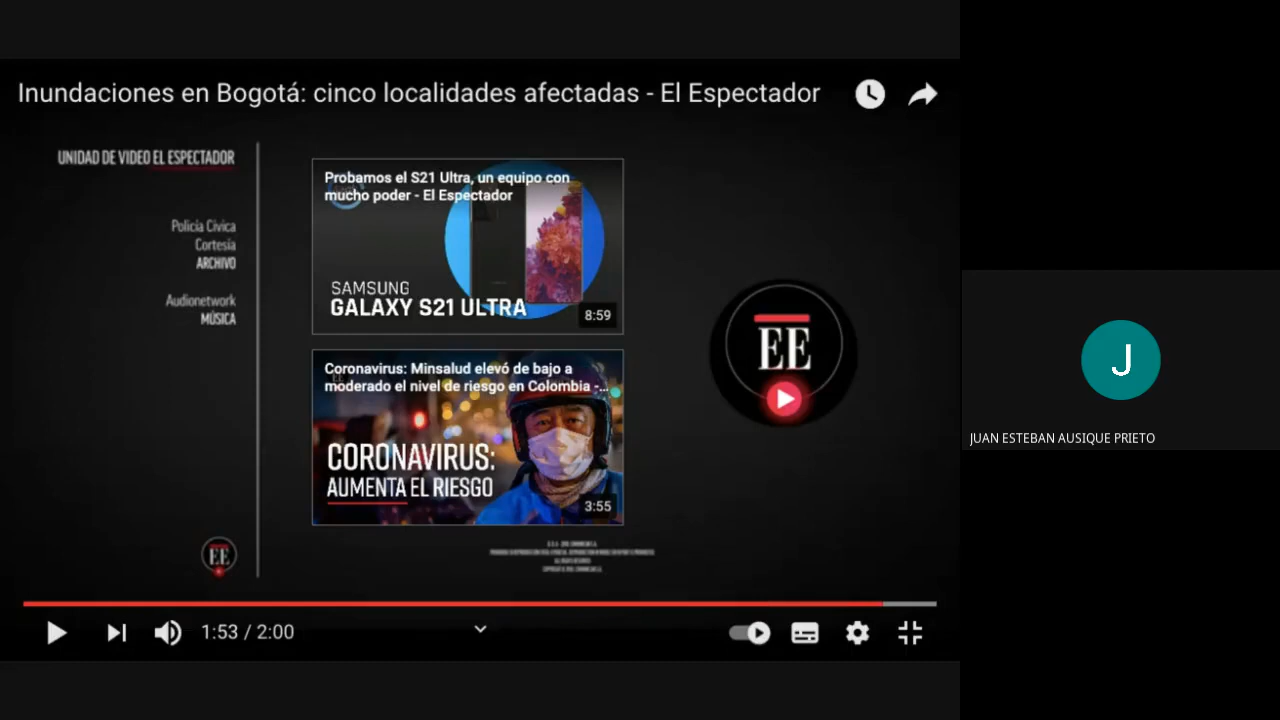 Inundaciones en Bogotá: cinco localidades afectadas - El Espectador
UNIDAD DE VIDEO EL ESPECTADOR
Policía Cívica
Cortesía
ARCHIVO
Audionetwork
MÚSICA
EE
Probamos el S21 Ultra, un equipo con
mucho poder - El Espectador
SAMSUNG
GALAXY S21 ULTRA
8:59
Coronavirus: Minsalud elevó de bajo a
moderado el nivel de riesgo en Colombia -...
CORONAVIRUS:
AUMENTA EL RIESGO
3:55
EE
1:53 / 2:00
J
JUAN ESTEBAN AUSIQUE PRIETO